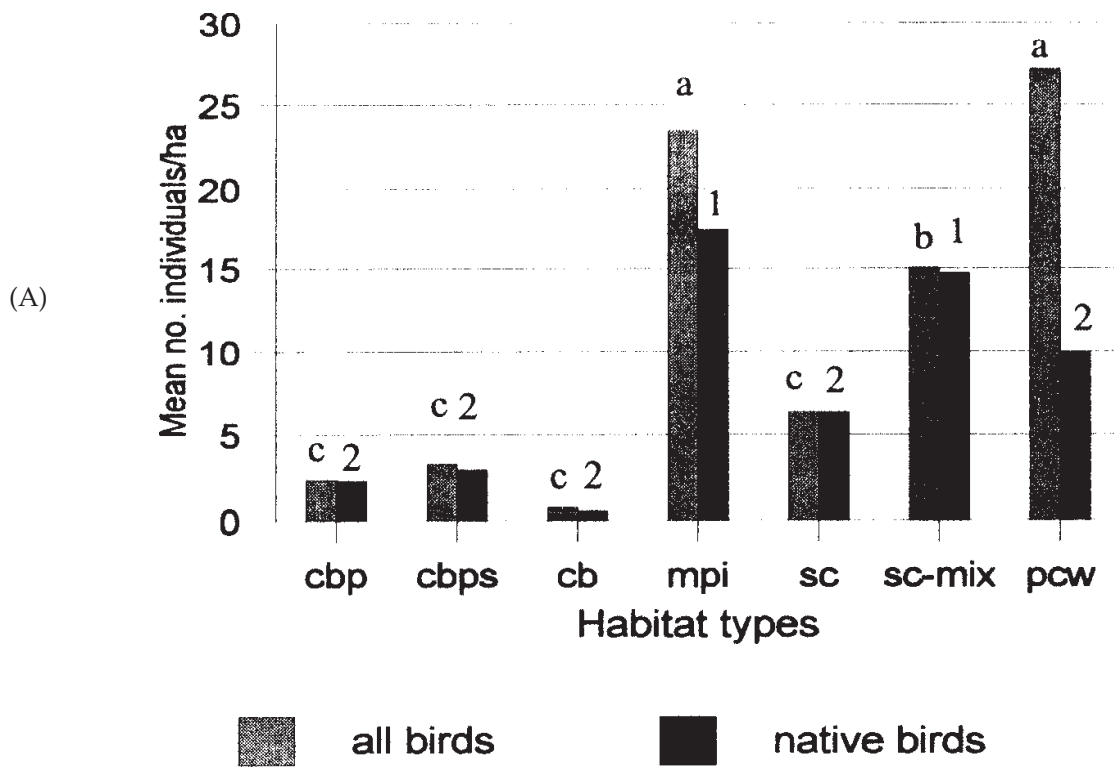 (A)
Mean no. individuals/ha
30
25
20
15
10
5
0
a
a
1
b 1
2
c 2
c 2
c 2
c 2
cbp cbps cb mpi sc sc-mix pcw
Habitat types
all birds native birds